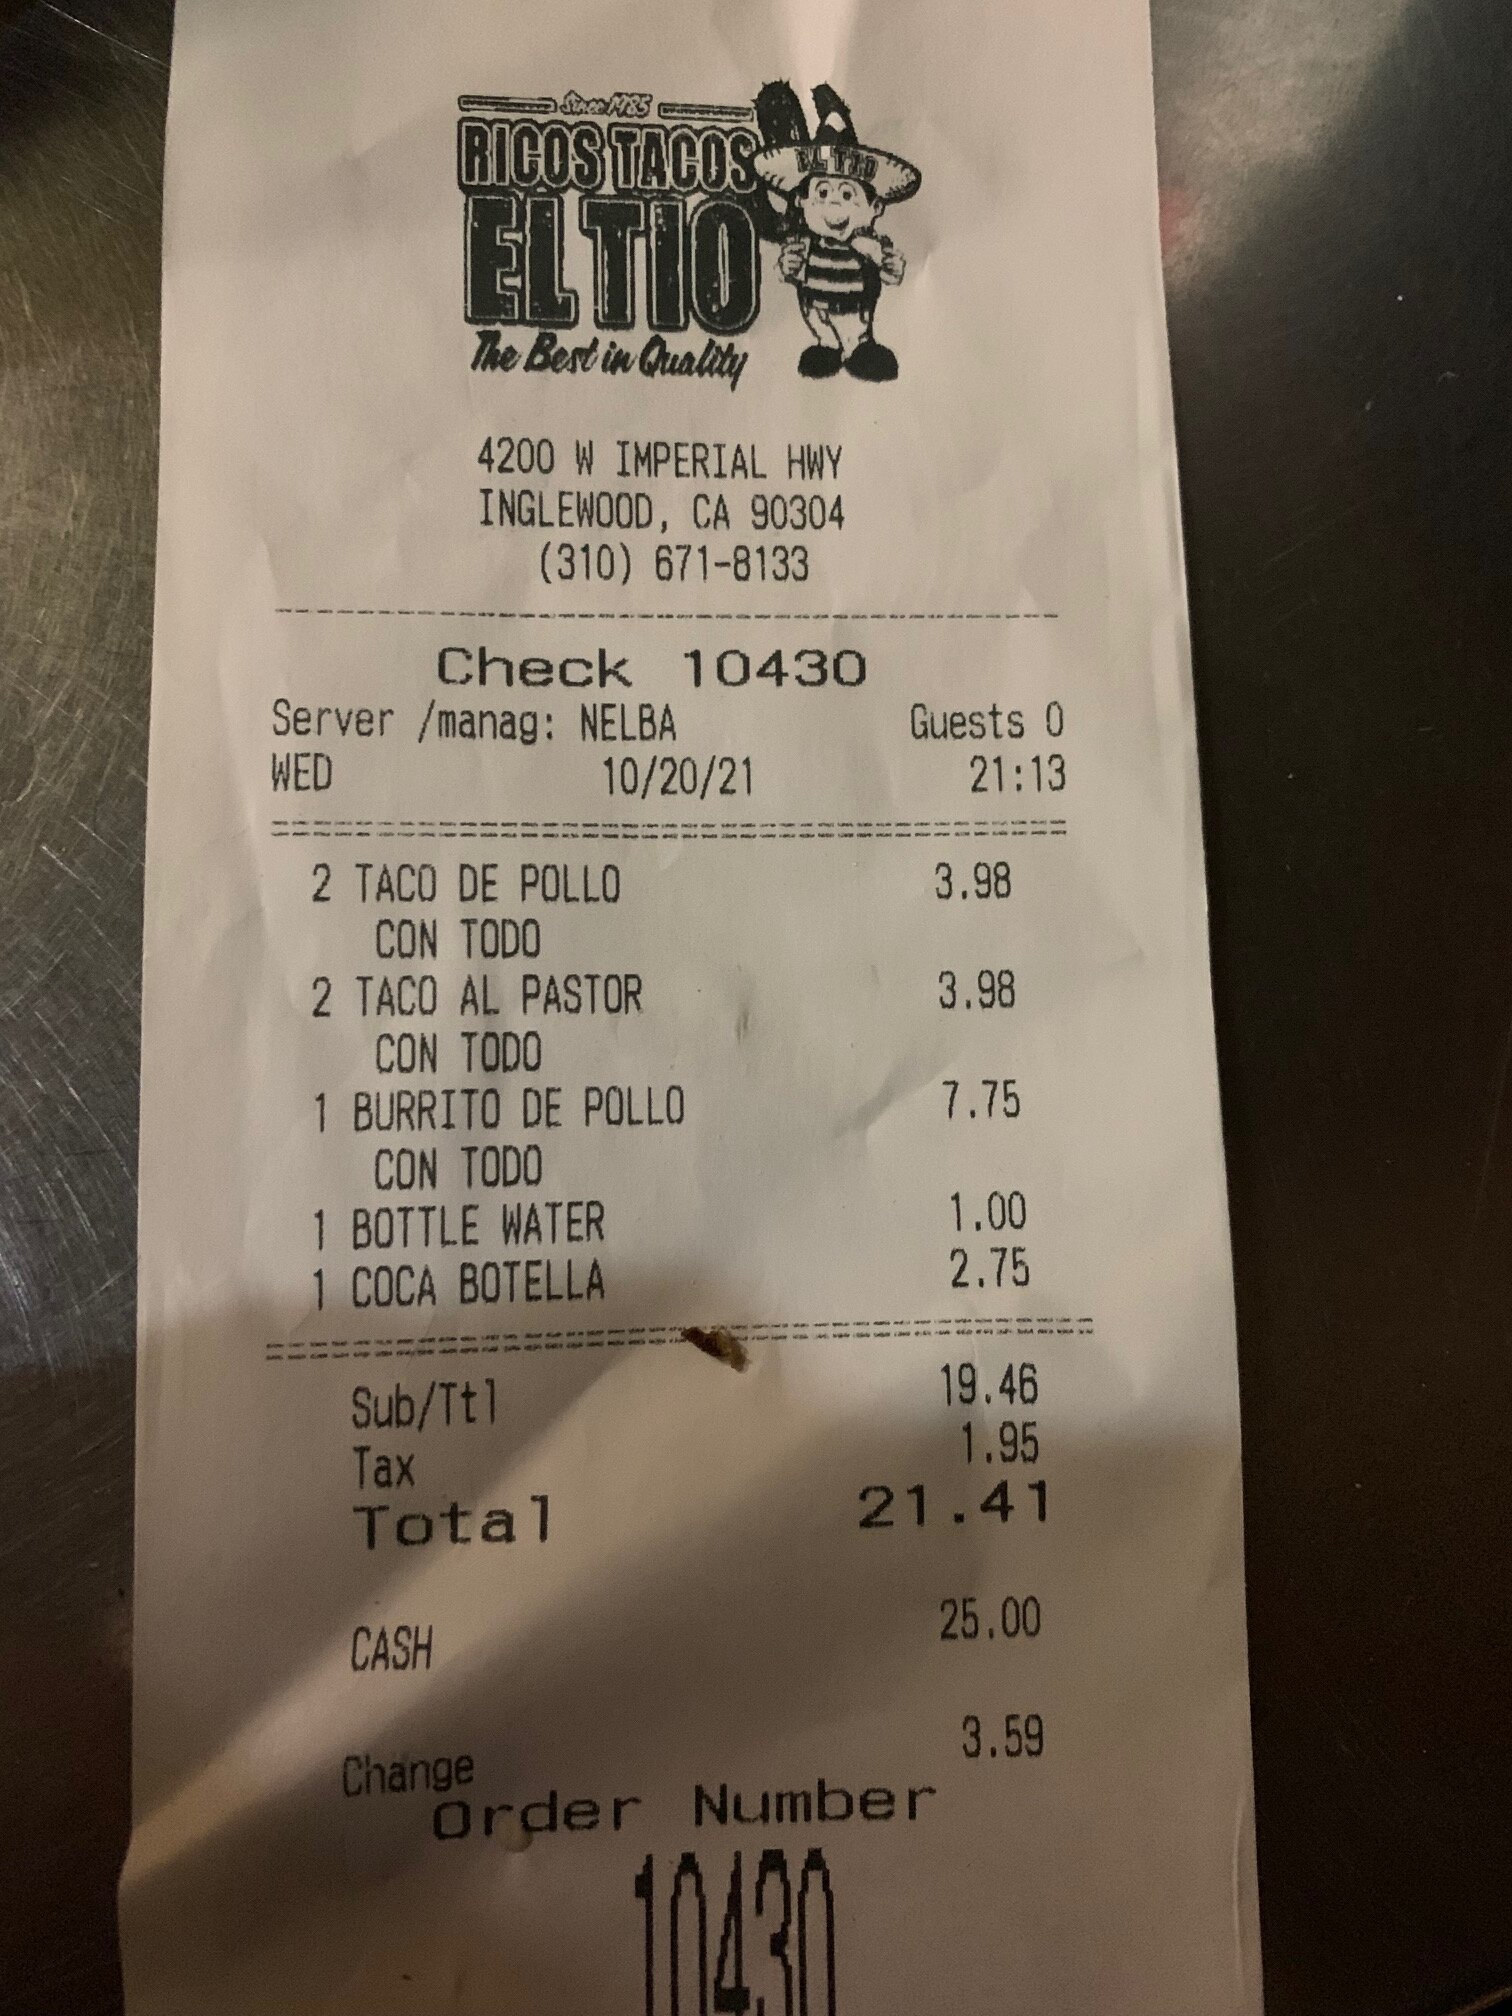 Since 1985
RICOS TACOS
EL TIO
EL TIO
The Best in Quality
4200 W IMPERIAL HWY
INGLEWOOD, CA 90304
(310) 671-8133
Check 10430
Server /manag: NELBA Guests 0
WED 10/20/21 21:13
2 TACO DE POLLO 3.98
CON TODO
2 TACO AL PASTOR 3.98
CON TODO
1 BURRITO DE POLLO 7.75
CON TODO
1 BOTTLE WATER 1.00
1 COCA BOTELLA 2.75
Sub/Ttl 19.46
Tax 1.95
Total 21.41
CASH 25.00
Change 3.59
Order Number
10430